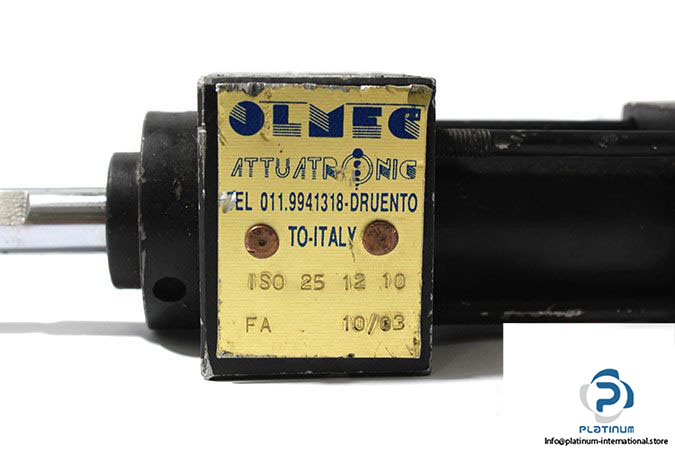 OLMEC
ATTUATRONIC
TEL 011.9941318-DRUENTO
TO-ITALY
ISO 25 12 10
FA 10/03
PLATINUM
Info@platinum-international.store